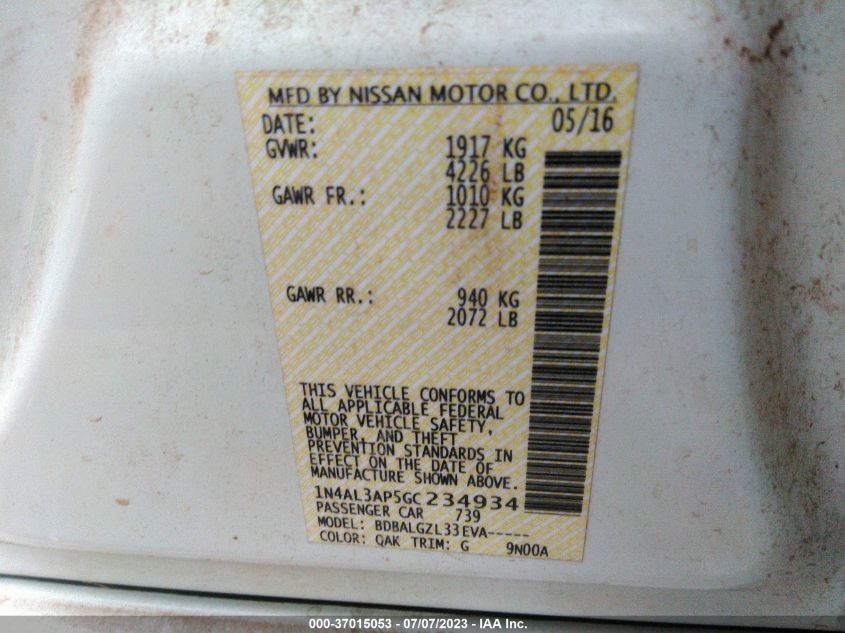 MFD BY NISSAN MOTOR CO., LTD.
DATE: 05/16
GVWR: 1917 KG
4226 LB
GAWR FR.: 1010 KG
2227 LB
GAWR RR.: 940 KG
2072 LB
THIS VEHICLE CONFORMS TO
ALL APPLICABLE FEDERAL
MOTOR VEHICLE SAFETY,
BUMPER, AND THEFT
PREVENTION STANDARDS IN
EFFECT ON THE DATE OF
MANUFACTURE SHOWN ABOVE.
1N4AL3AP5GC234934
PASSENGER CAR 739
MODEL: BDBALGZL33EVA-----
COLOR: QAK TRIM: G 9N00A
000-37015053 - 07/07/2023 - IAA Inc.